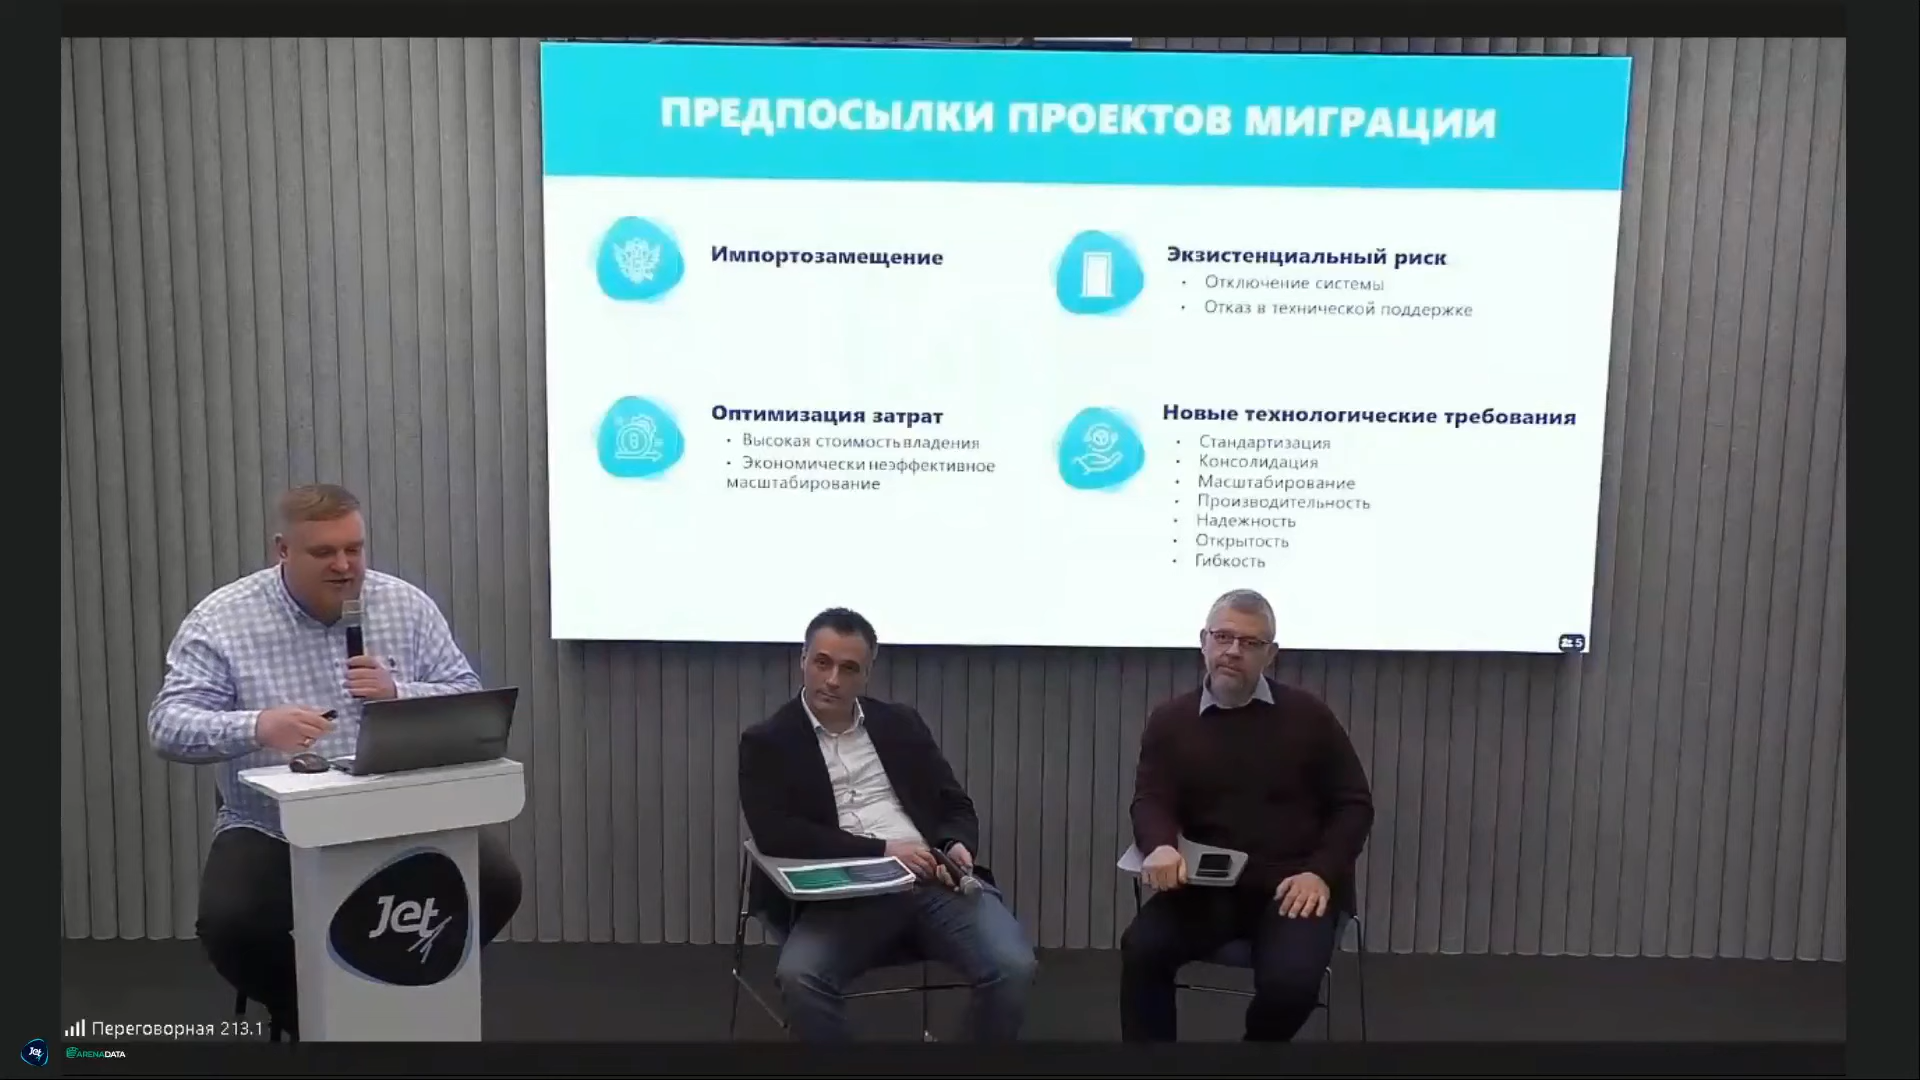 ПРЕДПОСЫЛКИ ПРОЕКТОВ МИГРАЦИИ
Импортозамещение
Экзистенциальный риск
• Отключение системы
• Отказ в технической поддержке
Оптимизация затрат
• Высокая стоимость владения
• Экономически неэффективное
масштабирование
Новые технологические требования
• Стандартизация
• Консолидация
• Масштабирование
• Производительность
• Надежность
• Открытость
• Гибкость
5
Jet
Переговорная 213.1
Jet
ARENADATA